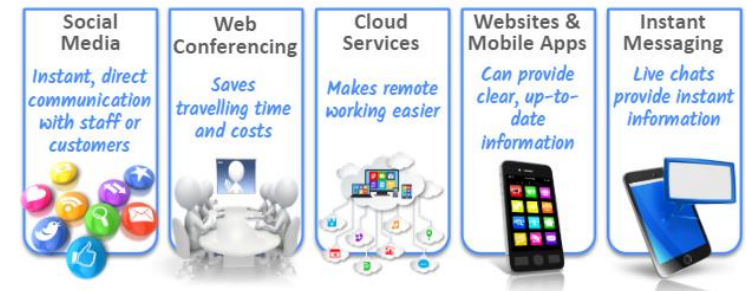 Social
Media
Instant, direct
communication
with staff or
customers
Web
Conferencing
Saves
travelling time
and costs
Cloud
Services
Makes remote
working easier
Websites &
Mobile Apps
Can provide
clear, up-to-
date
information
Instant
Messaging
Live chats
provide instant
information